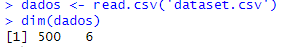 > dados <- read.csv('dataset.csv')
> dim(dados)
[1] 500   6